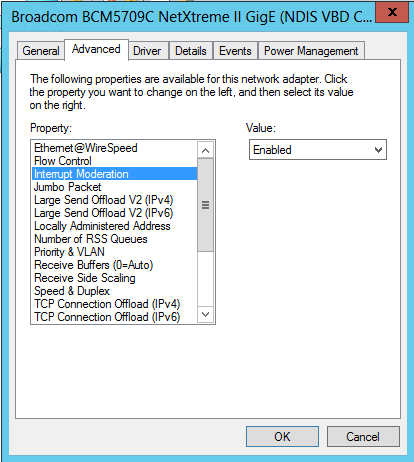 Broadcom BCM5709C NetXtreme II GigE (NDIS VBD C...
General
Advanced
Driver
Details
Events
Power Management
The following properties are available for this network adapter. Click
the property you want to change on the left, and then select its value
on the right.
Property:
Value:
Ethernet@WireSpeed
Flow Control
Interrupt Moderation
Jumbo Packet
Large Send Offload V2 (IPv4)
Large Send Offload V2 (IPv6)
Locally Administered Address
Number of RSS Queues
Priority & VLAN
Receive Buffers (0=Auto)
Receive Side Scaling
Speed & Duplex
TCP Connection Offload (IPv4)
TCP Connection Offload (IPv6)
Enabled
OK
Cancel